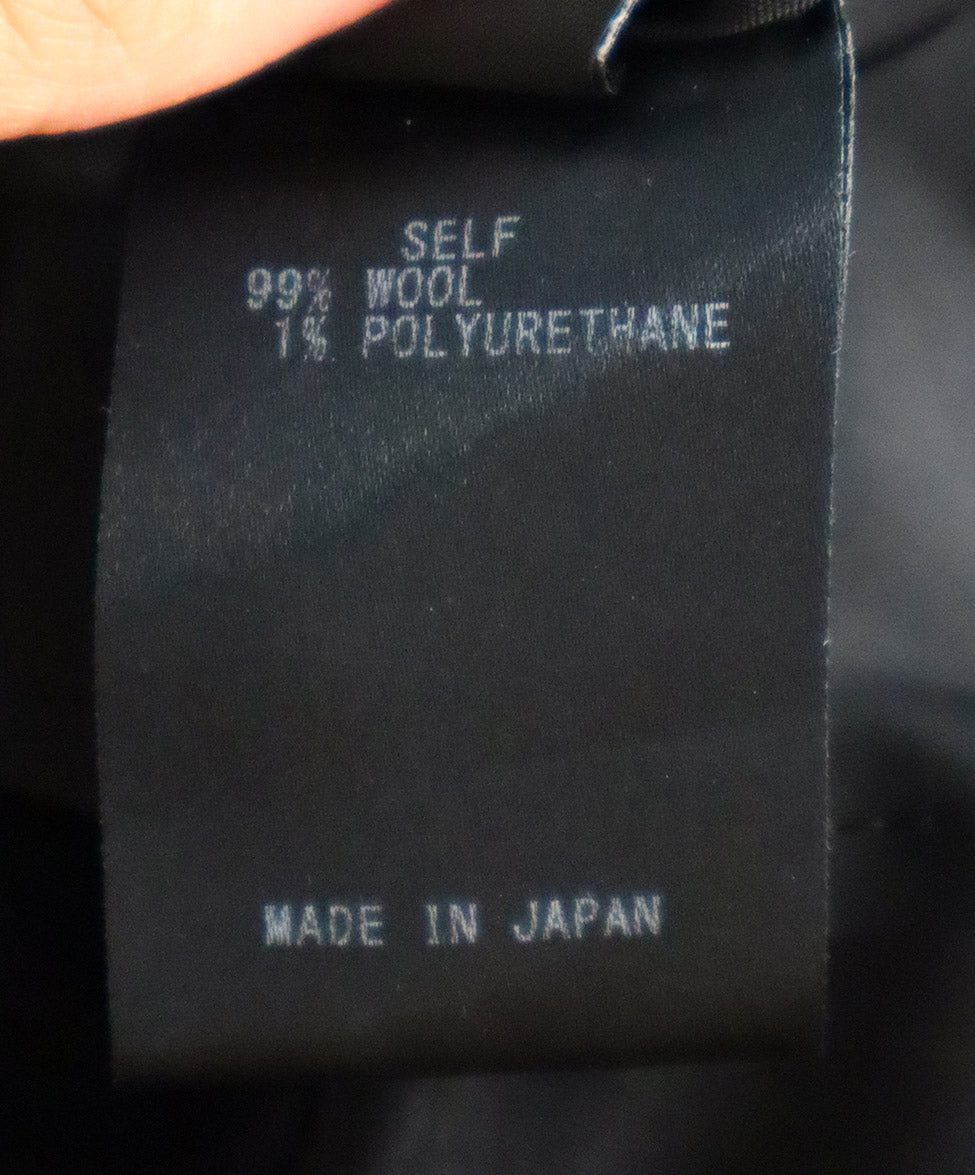 SELF
99% WOOL
1% POLYURETHANE
MADE IN JAPAN